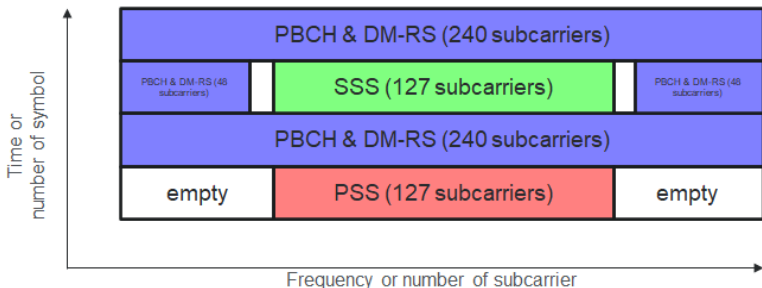 PBCH & DM-RS (240 subcarriers)
PBCH & DM-RS (48
subcarriers)
SSS (127 subcarriers)
PBCH & DM-RS (48
subcarriers)
PBCH & DM-RS (240 subcarriers)
empty
PSS (127 subcarriers)
empty
Time or
number of symbol
Frequency or number of subcarrier